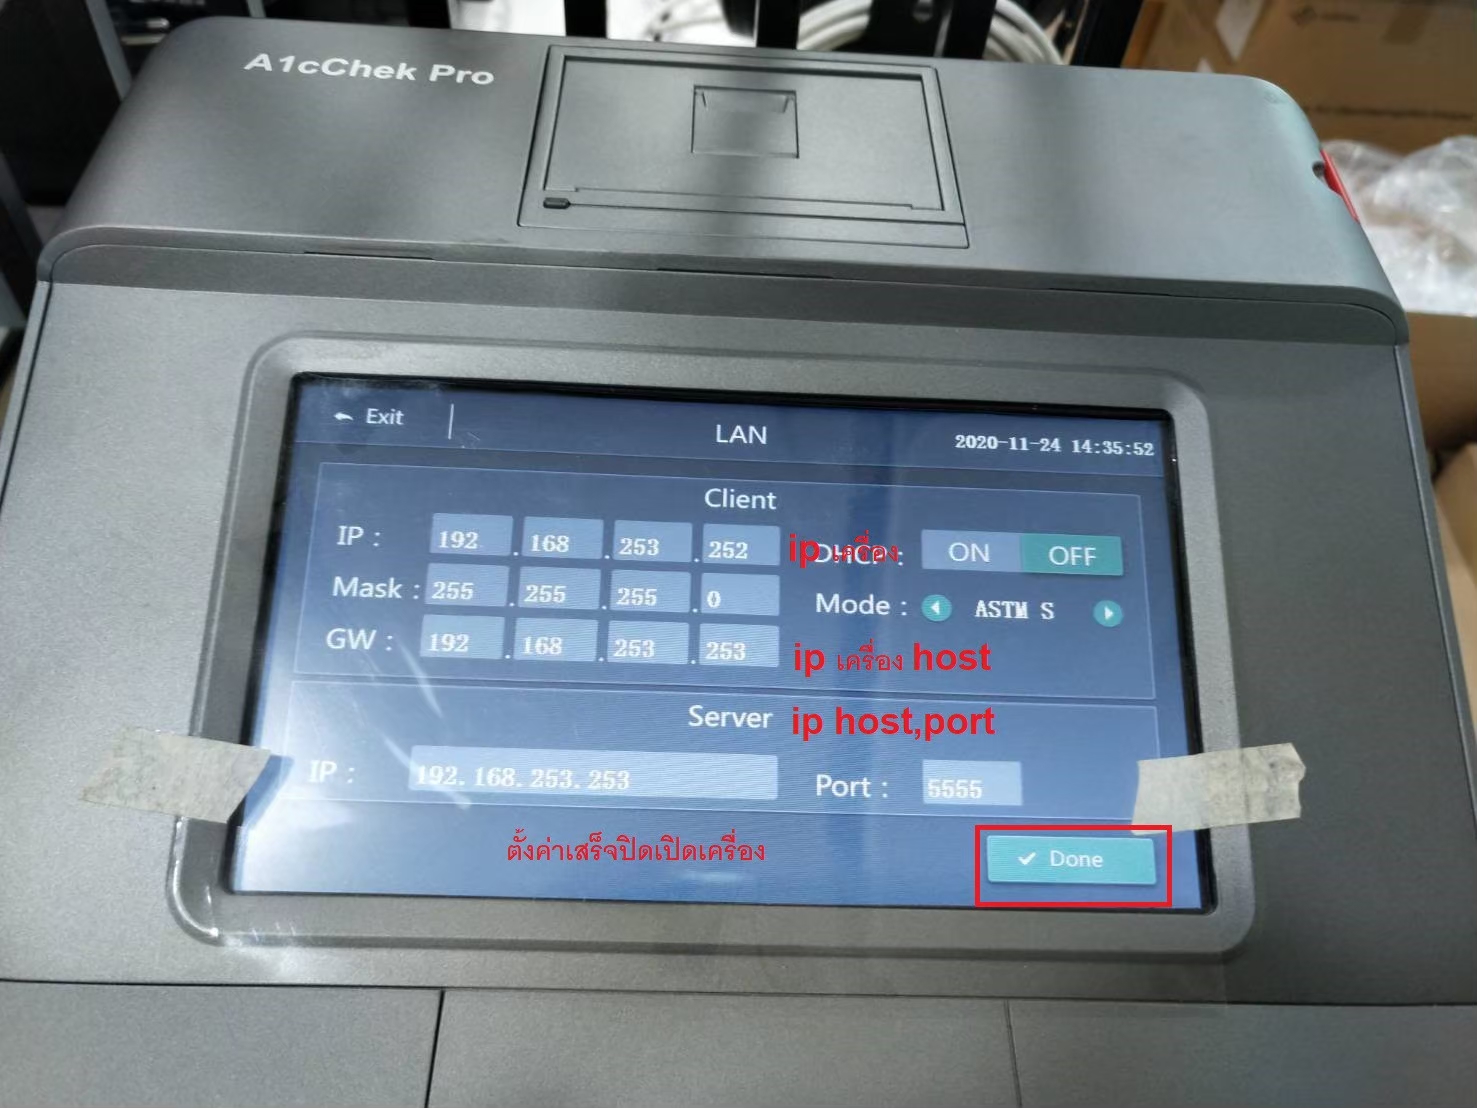 A1cChek Pro
Exit
LAN
2020-11-24 14:35:52
Client
IP : 192 . 168 . 253 . 252 ip เครื่อง DHCP : ON OFF
Mask : 255 . 255 . 255 . 0 Mode : ASTM S
GW : 192 . 168 . 253 . 253 ip เครื่อง host
Server ip host,port
IP : 192. 168. 253. 253 Port : 5555
ตั้งค่าเสร็จปิดเปิดเครื่อง
Done